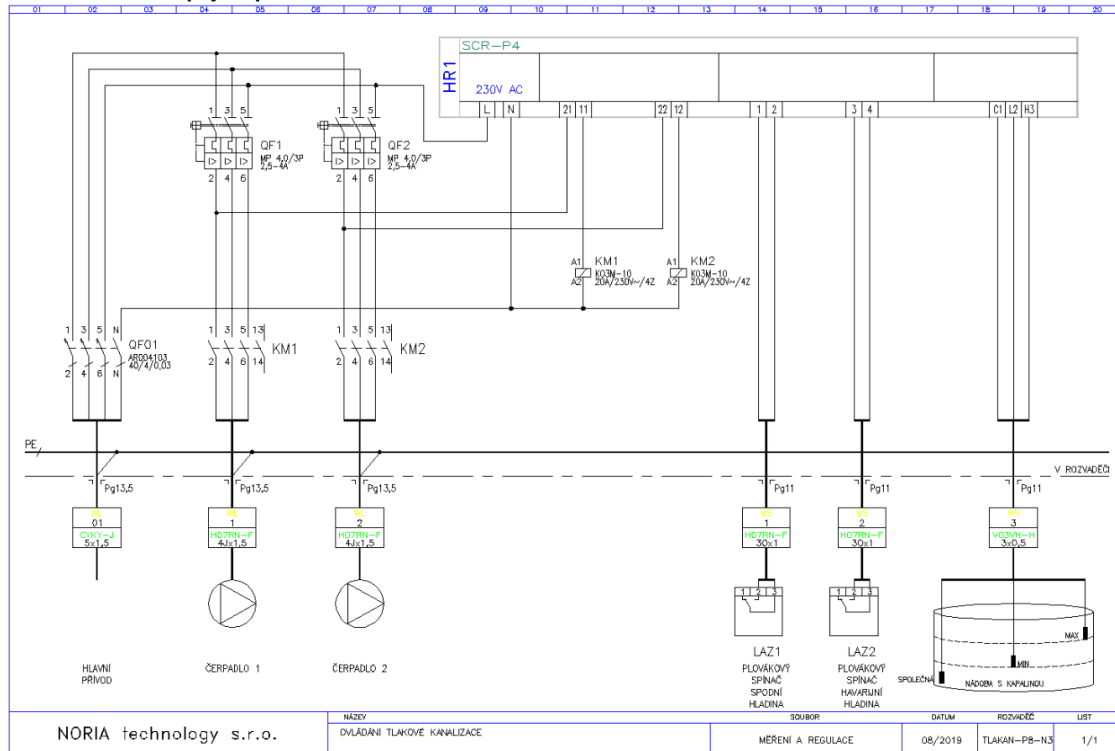 01 02 03 04 05 06 07 08 09 10 11 12 13 14 15 16 17 18 19 20
SCR-P4
HR1
230V AC
L N 21 11 22 12 1 2 3 4 C1 L2 H3
1 3 5
QF1
MP 4,0/3P
2,5-4A
2 4 6
1 3 5
QF2
MP 4,0/3P
2,5-4A
2 4 6
A1 KM1
K03M-10
A2 20A/230V~/4Z
A1 KM2
K03M-10
A2 20A/230V~/4Z
1 3 5 N
QF01
AR004103
40/4/0,03
2 4 6 N
1 3 5 13
KM1
2 4 6 14
1 3 5 13
KM2
2 4 6 14
PE
V ROZVADĚČI
Pg13,5 Pg13,5 Pg13,5 Pg11 Pg11 Pg11
WL
01
CYKY-J
5x1,5
WL
1
H07RN-F
4Jx1,5
WL
2
H07RN-F
4Jx1,5
WS
1
H07RN-F
3Ox1
WS
2
H07RN-F
3Ox1
WS
3
V03VH-H
3x0,5
1 2 3
1 2 3
HLAVNÍ
PŘÍVOD
ČERPADLO 1
ČERPADLO 2
LAZ1
PLOVÁKOVÝ
SPÍNAČ
SPODNÍ
HLADINA
LAZ2
PLOVÁKOVÝ
SPÍNAČ
HAVARIJNÍ
HLADINA
MAX
MIN
SPOLEČNÁ
NÁDOBA S KAPALINOU
NORIA technology s.r.o.
NÁZEV
OVLÁDÁNÍ TLAKOVÉ KANALIZACE
SOUBOR
MĚŘENÍ A REGULACE
DATUM
08/2019
ROZVADĚČ
TLAKAN-P8-N3
LIST
1/1